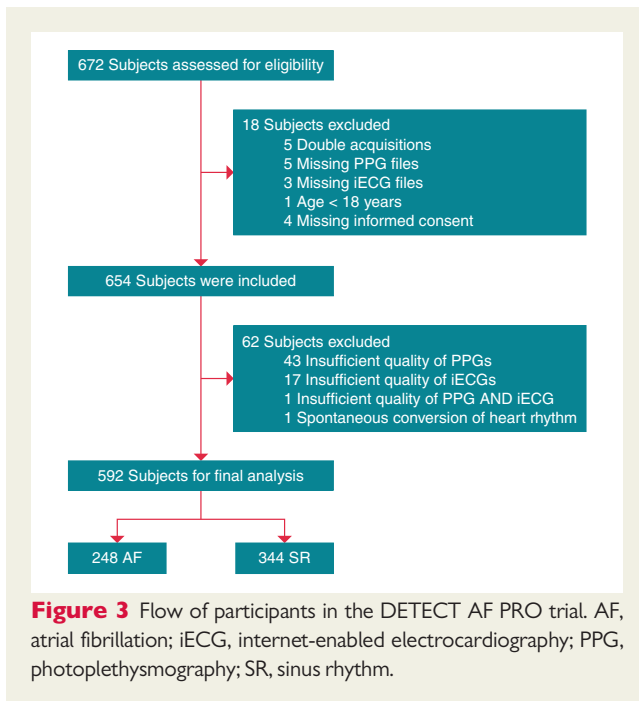 672 Subjects assessed for eligibility
18 Subjects excluded
5 Double acquisitions
5 Missing PPG files
3 Missing iECG files
1 Age < 18 years
4 Missing informed consent
654 Subjects were included
62 Subjects excluded
43 Insufficient quality of PPGs
17 Insufficient quality of iECGs
1 Insufficient quality of PPG AND iECG
1 Spontaneous conversion of heart rhythm
592 Subjects for final analysis
248 AF
344 SR
Figure 3 Flow of participants in the DETECT AF PRO trial. AF,
atrial fibrillation; iECG, internet-enabled electrocardiography; PPG,
photoplethysmography; SR, sinus rhythm.